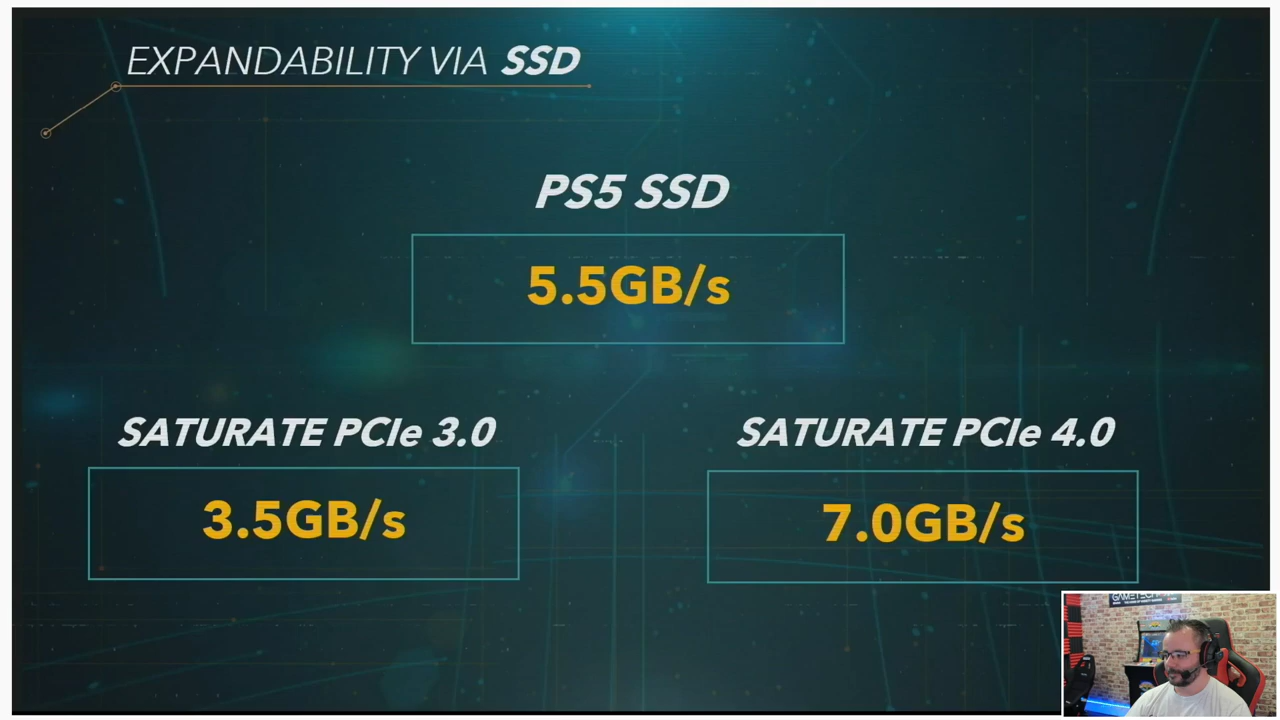 EXPANDABILITY VIA SSD
PS5 SSD
5.5GB/s
SATURATE PCIe 3.0
3.5GB/s
SATURATE PCIe 4.0
7.0GB/s